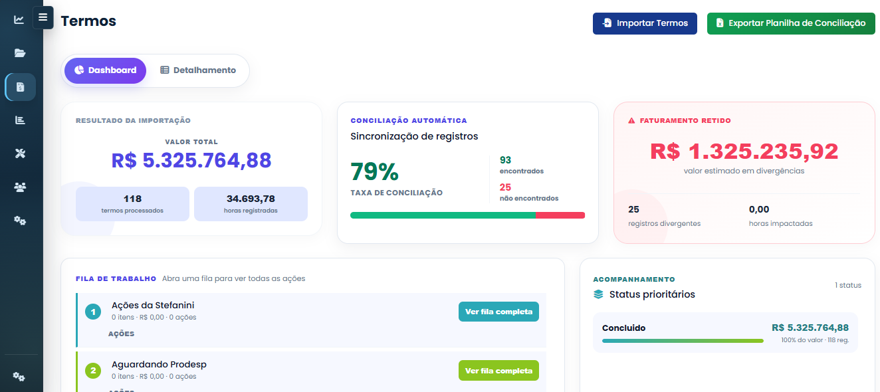 Termos
Importar Termos
Exportar Planilha de Conciliação
Dashboard
Detalhamento
RESULTADO DA IMPORTAÇÃO
VALOR TOTAL
R$ 5.325.764,88
118
termos processados
34.693,78
horas registradas
CONCILIAÇÃO AUTOMÁTICA
Sincronização de registros
79%
TAXA DE CONCILIAÇÃO
93
encontrados
25
não encontrados
FATURAMENTO RETIDO
R$ 1.325.235,92
valor estimado em divergências
25
registros divergentes
0,00
horas impactadas
FILA DE TRABALHO Abra uma fila para ver todas as ações
1
Ações da Stefanini
0 itens · R$ 0,00 · 0 ações
Ver fila completa
AÇÕES
2
Aguardando Prodesp
0 itens · R$ 0,00 · 0 ações
Ver fila completa
AÇÕES
ACOMPANHAMENTO
Status prioritários
1 status
Concluido
R$ 5.325.764,88
100% do valor · 118 reg.